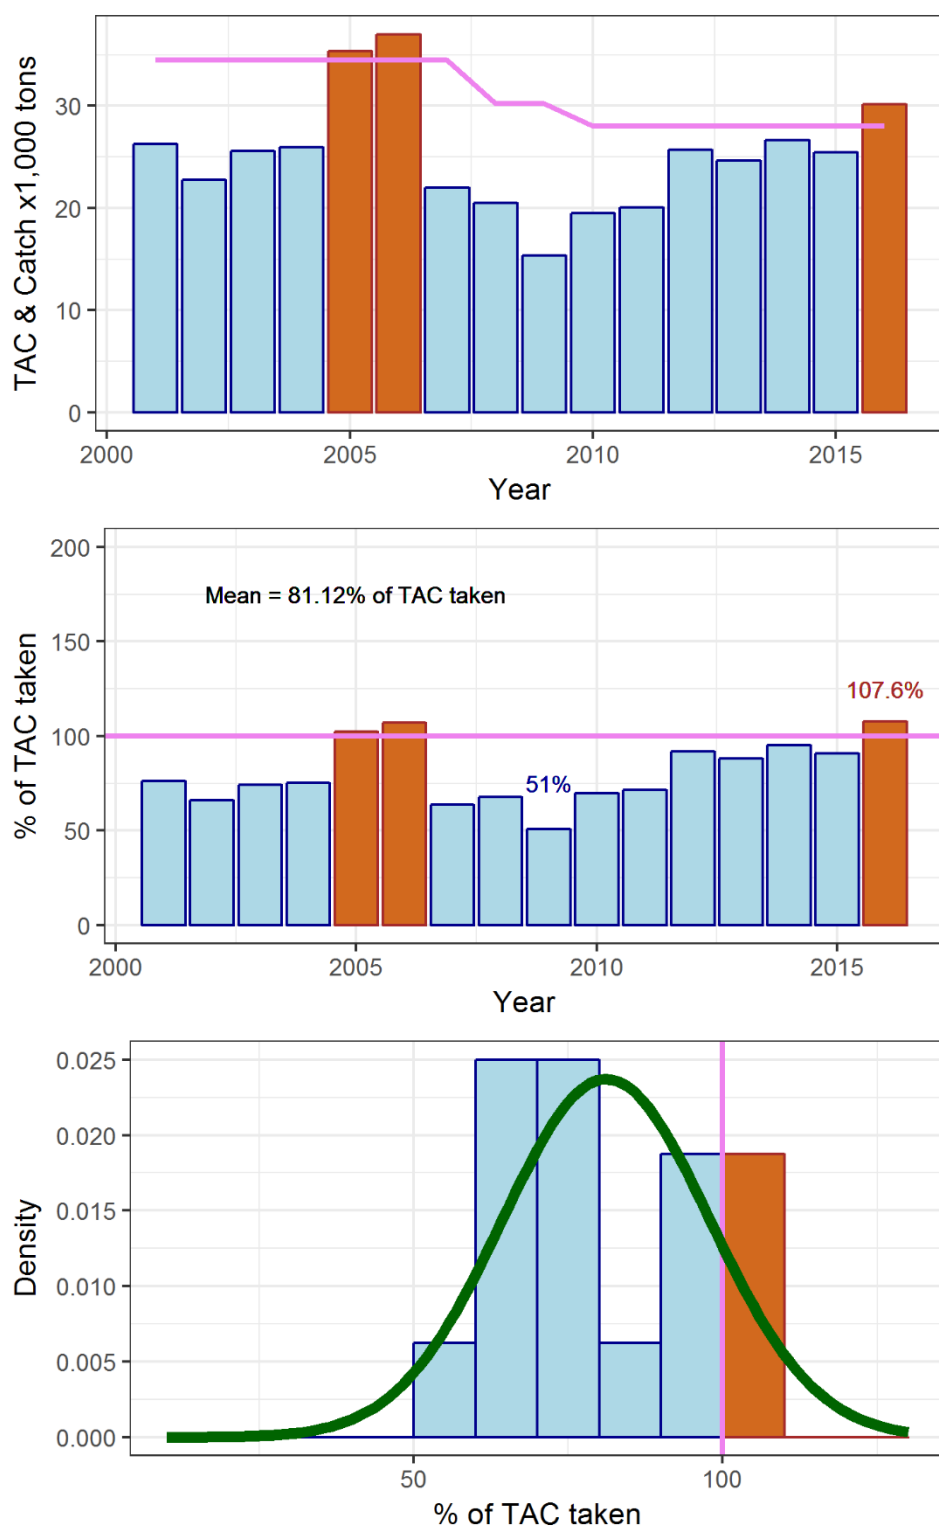 TAC & Catch x1,000 tons
30
20
10
0
2000 2005 2010 2015
Year
% of TAC taken
200
150
100
50
0
Mean = 81.12% of TAC taken
107.6%
51%
2000 2005 2010 2015
Year
Density
0.025
0.020
0.015
0.010
0.005
0.000
50 100
% of TAC taken